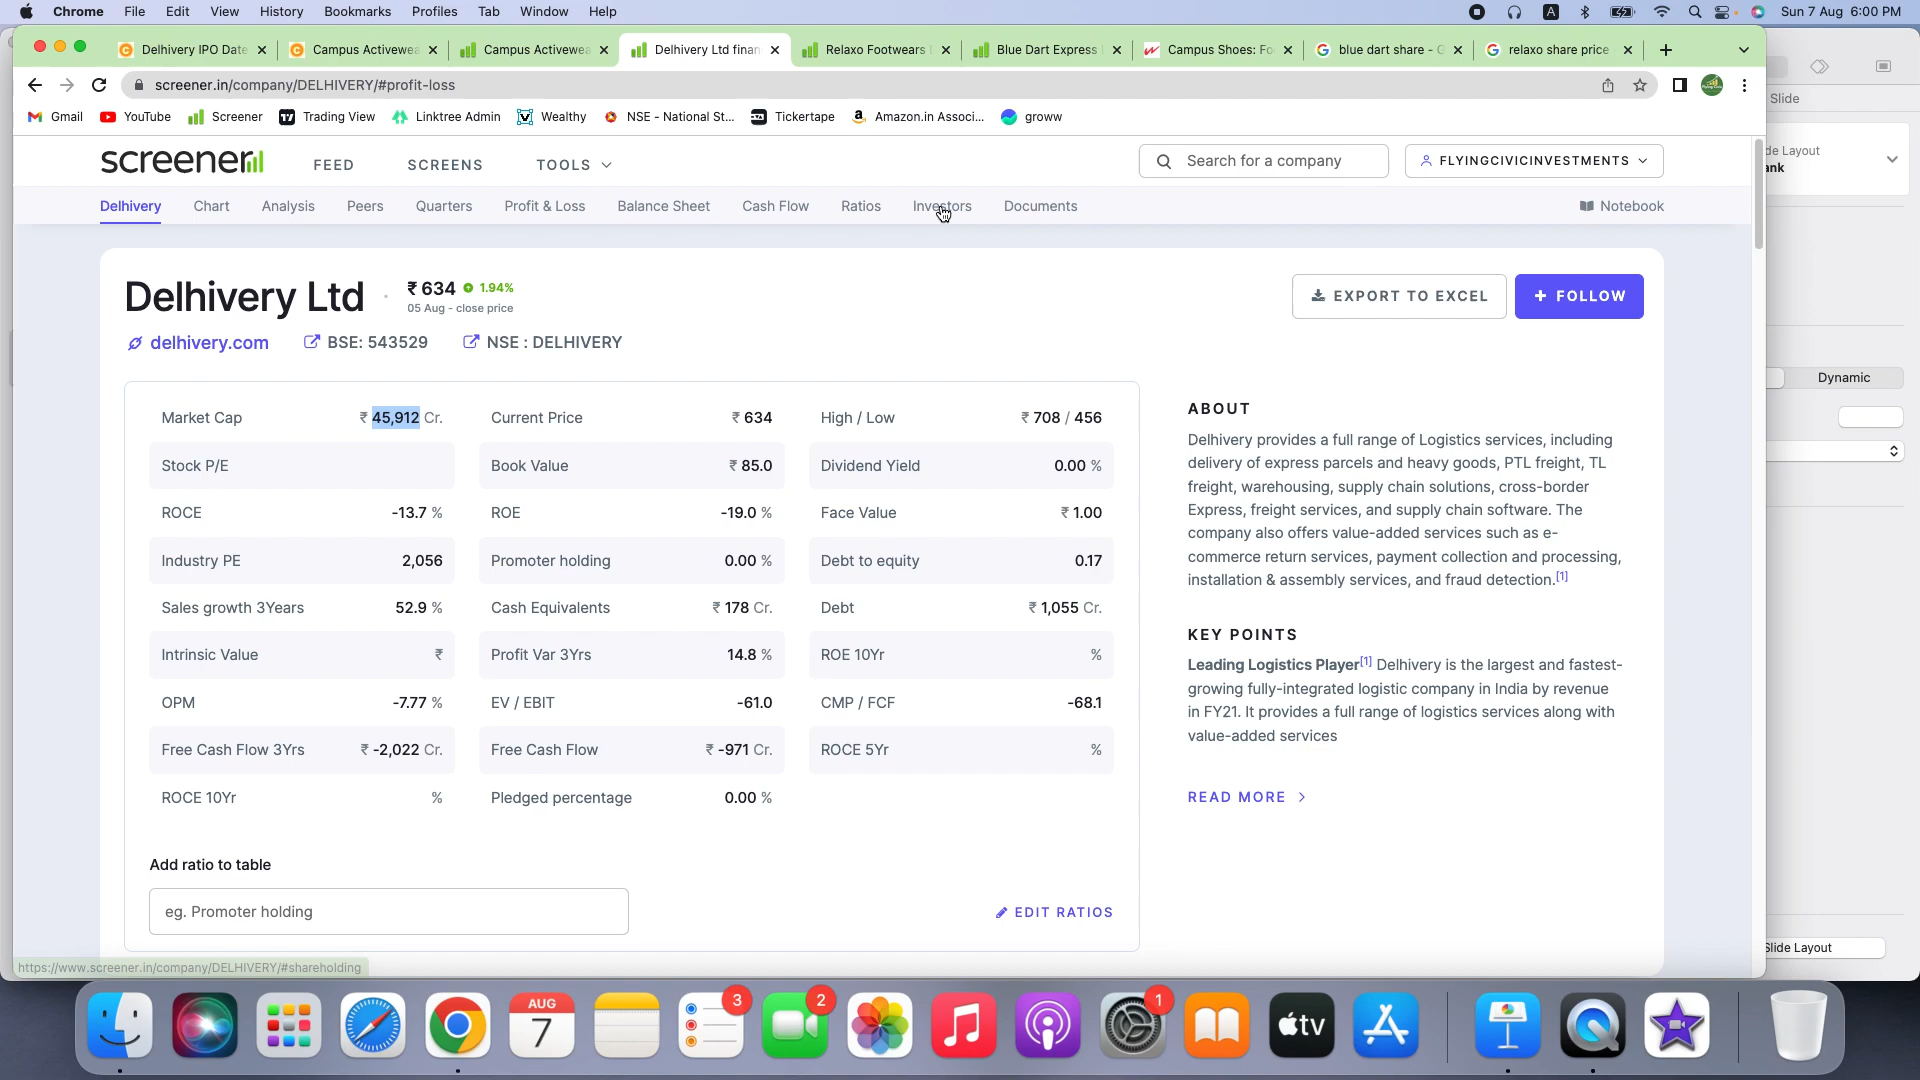 Chrome File Edit View History Bookmarks Profiles Tab Window Help A Sun 7 Aug 6:00 PM
Delhivery IPO Date Campus Activewea Campus Activewea Delhivery Ltd finan Relaxo Footwears Blue Dart Express Campus Shoes: Fo blue dart share - G relaxo share price
screener.in/company/DELHIVERY/#profit-loss
Slide
Gmail YouTube Screener Trading View Linktree Admin Wealthy NSE - National St... Tickertape Amazon.in Associ... groww
screener FEED SCREENS TOOLS Search for a company FLYINGCIVICINVESTMENTS
de Layout
ank
Delhivery Chart Analysis Peers Quarters Profit & Loss Balance Sheet Cash Flow Ratios Investors Documents Notebook
Delhivery Ltd · ₹ 634 1.94%
05 Aug - close price
EXPORT TO EXCEL + FOLLOW
delhivery.com BSE: 543529 NSE : DELHIVERY
Dynamic
Market Cap ₹ 45,912 Cr. Current Price ₹ 634 High / Low ₹ 708 / 456
Stock P/E Book Value ₹ 85.0 Dividend Yield 0.00 %
ROCE -13.7 % ROE -19.0 % Face Value ₹ 1.00
Industry PE 2,056 Promoter holding 0.00 % Debt to equity 0.17
Sales growth 3Years 52.9 % Cash Equivalents ₹ 178 Cr. Debt ₹ 1,055 Cr.
Intrinsic Value ₹ Profit Var 3Yrs 14.8 % ROE 10Yr %
OPM -7.77 % EV / EBIT -61.0 CMP / FCF -68.1
Free Cash Flow 3Yrs ₹ -2,022 Cr. Free Cash Flow ₹ -971 Cr. ROCE 5Yr %
ROCE 10Yr % Pledged percentage 0.00 %
Add ratio to table
eg. Promoter holding
EDIT RATIOS
ABOUT
Delhivery provides a full range of Logistics services, including
delivery of express parcels and heavy goods, PTL freight, TL
freight, warehousing, supply chain solutions, cross-border
Express, freight services, and supply chain software. The
company also offers value-added services such as e-
commerce return services, payment collection and processing,
installation & assembly services, and fraud detection.[1]
KEY POINTS
Leading Logistics Player[1] Delhivery is the largest and fastest-
growing fully-integrated logistic company in India by revenue
in FY21. It provides a full range of logistics services along with
value-added services
READ MORE
Slide Layout
https://www.screener.in/company/DELHIVERY/#shareholding
AUG
7
3
2
1
tv